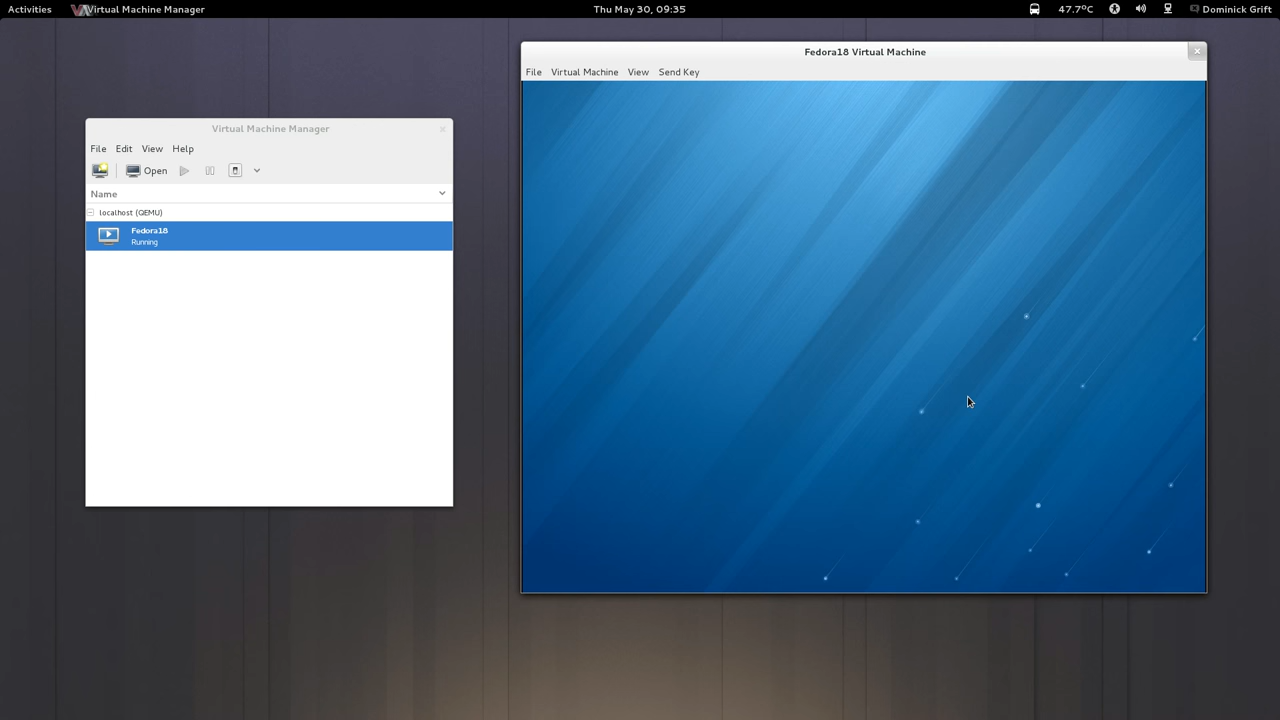 Activities Virtual Machine Manager Thu May 30, 09:35 47.7°C Dominick Grift
Fedora18 Virtual Machine
File Virtual Machine View Send Key
Virtual Machine Manager
File Edit View Help
Open
Name
localhost (QEMU)
Fedora18
Running